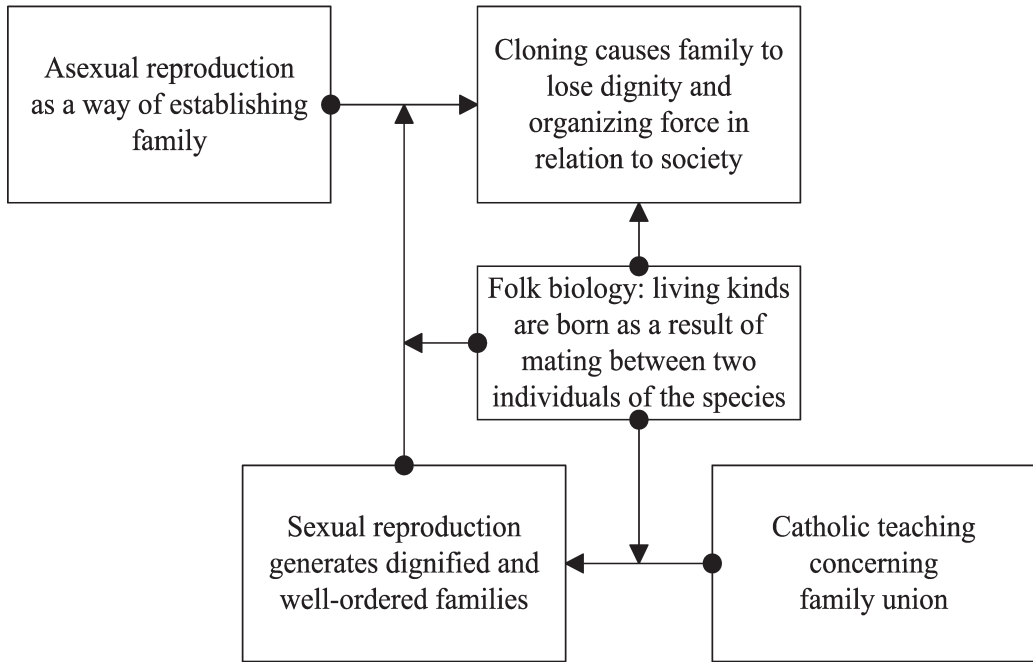 Asexual reproduction
as a way of establishing
family
Cloning causes family to
lose dignity and
organizing force in
relation to society
Folk biology: living kinds
are born as a result of
mating between two
individuals of the species
Sexual reproduction
generates dignified and
well-ordered families
Catholic teaching
concerning
family union